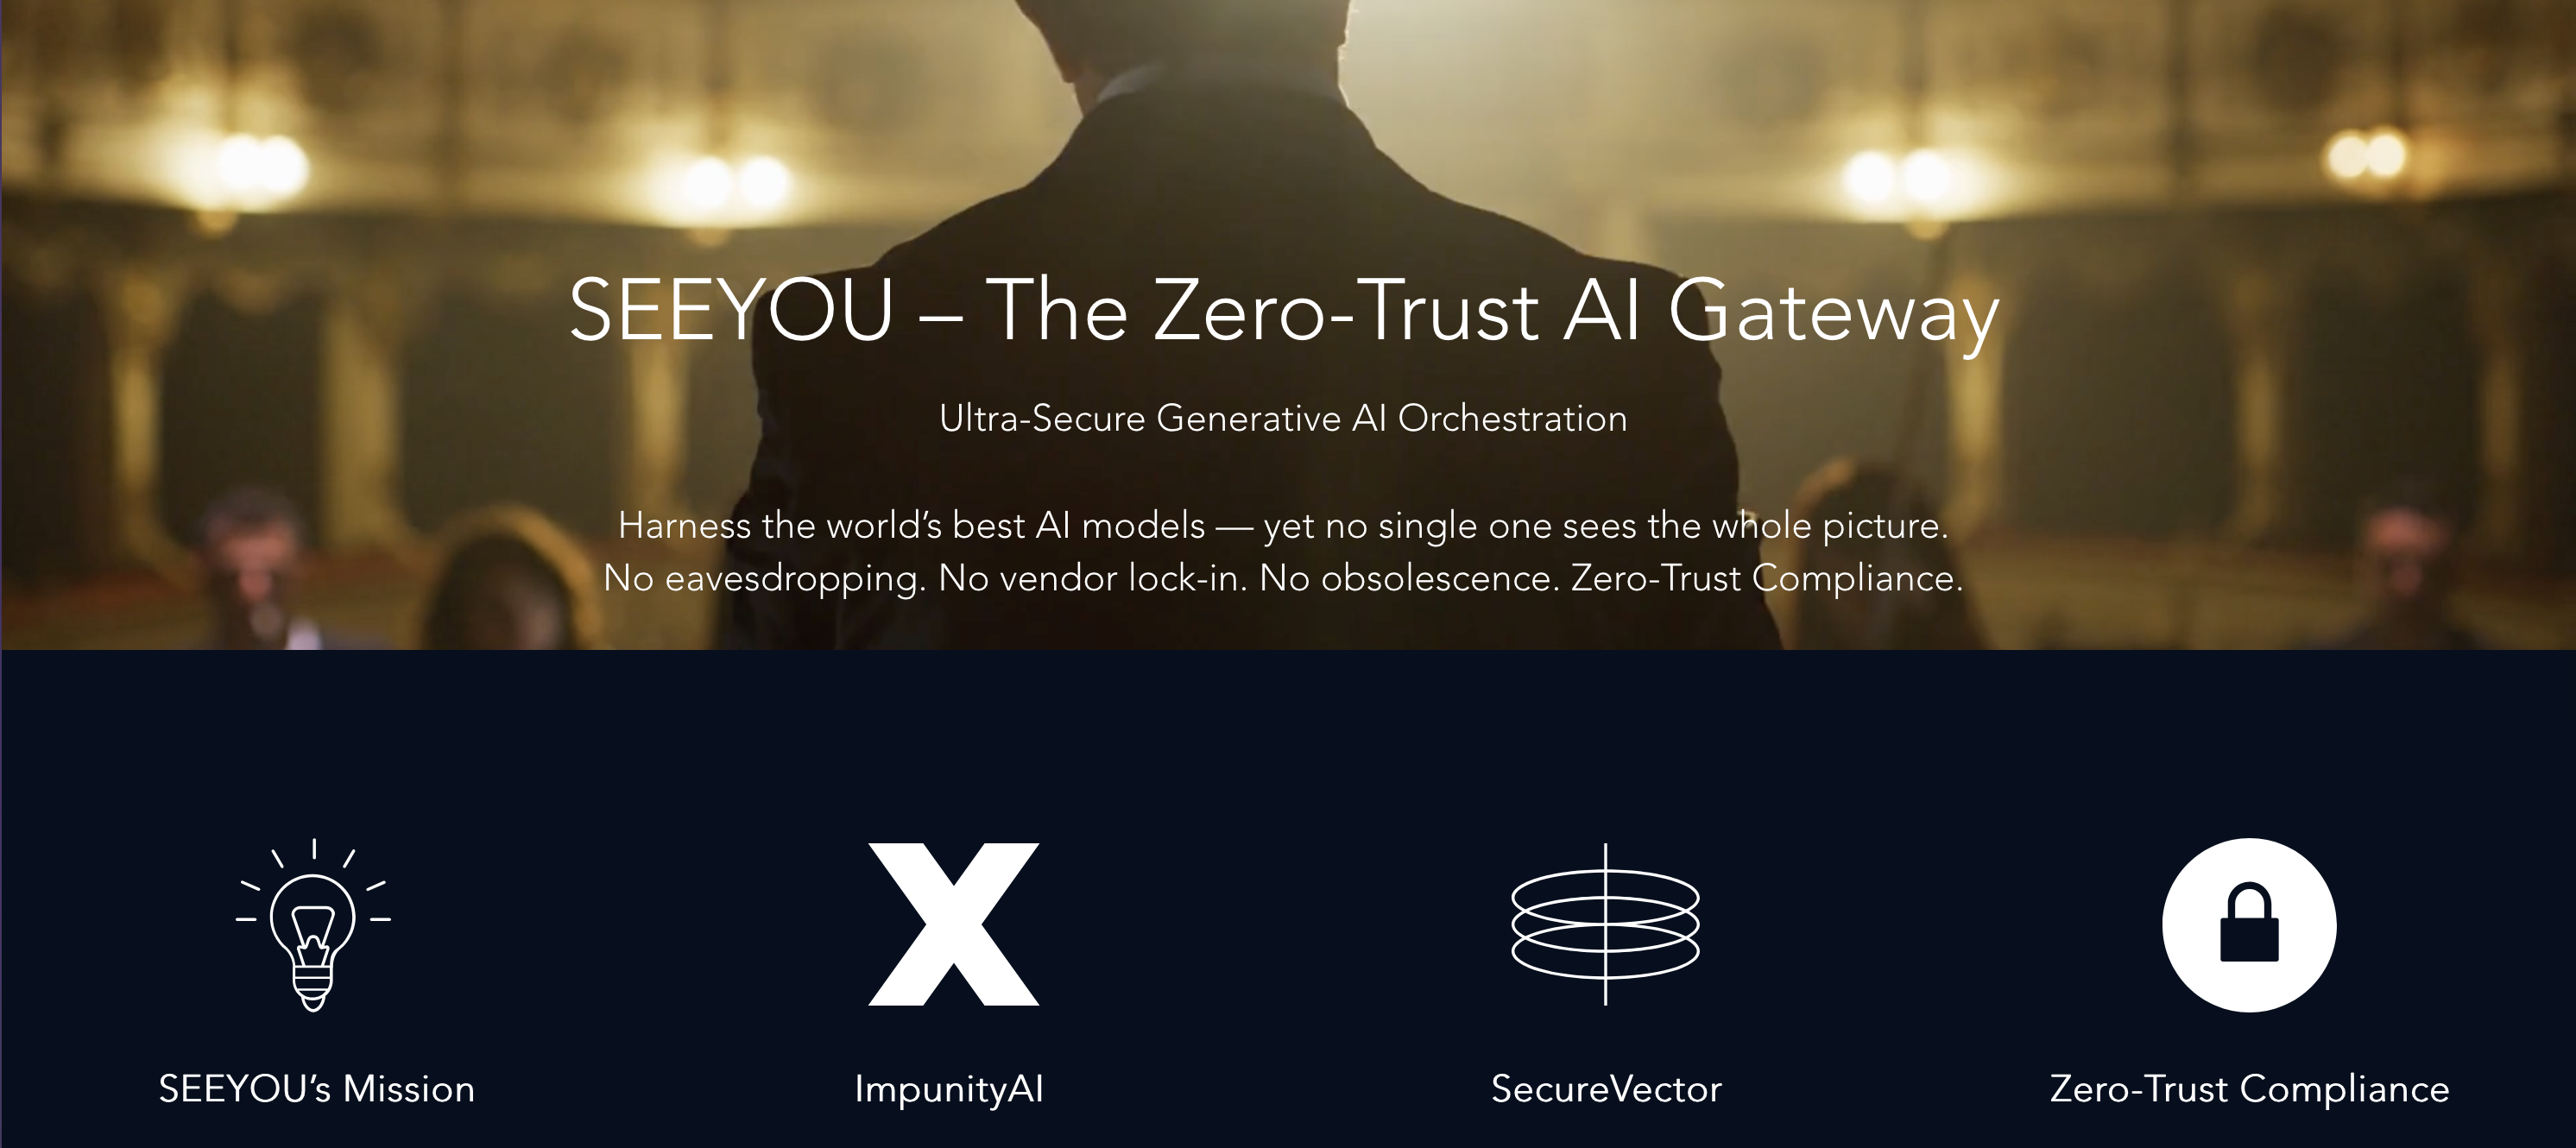 SEEYOU – The Zero-Trust AI Gateway
Ultra-Secure Generative AI Orchestration
Harness the world’s best AI models — yet no single one sees the whole picture.
No eavesdropping. No vendor lock-in. No obsolescence. Zero-Trust Compliance.
X
SEEYOU’s Mission
ImpunityAI
SecureVector
Zero-Trust Compliance